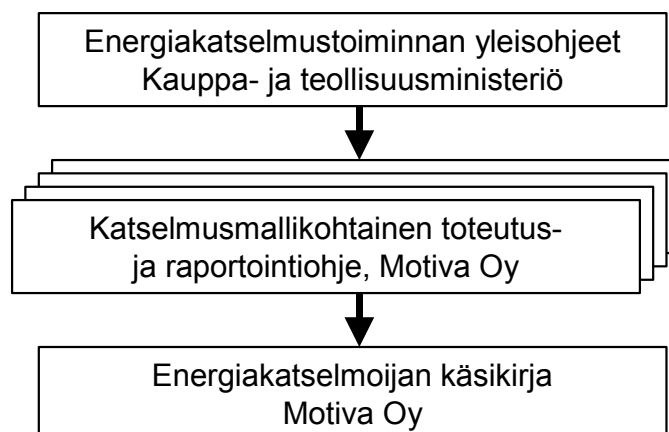 Energiakatselmustoiminnan yleisohjeet
Kauppa- ja teollisuusministeriö
Katselmusmallikohtainen toteutus-
ja raportointiohje, Motiva Oy
Energiakatselmoijan käsikirja
Motiva Oy